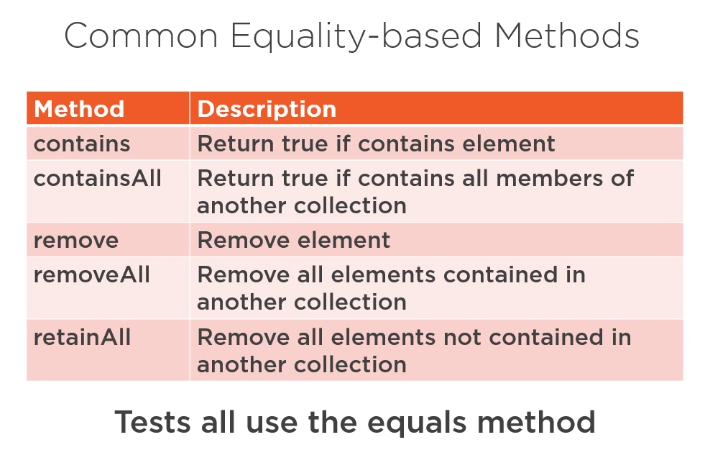 Common Equality-based Methods
Method Description
contains Return true if contains element
containsAll Return true if contains all members of
another collection
remove Remove element
removeAll Remove all elements contained in
another collection
retainAll Remove all elements not contained in
another collection
Tests all use the equals method